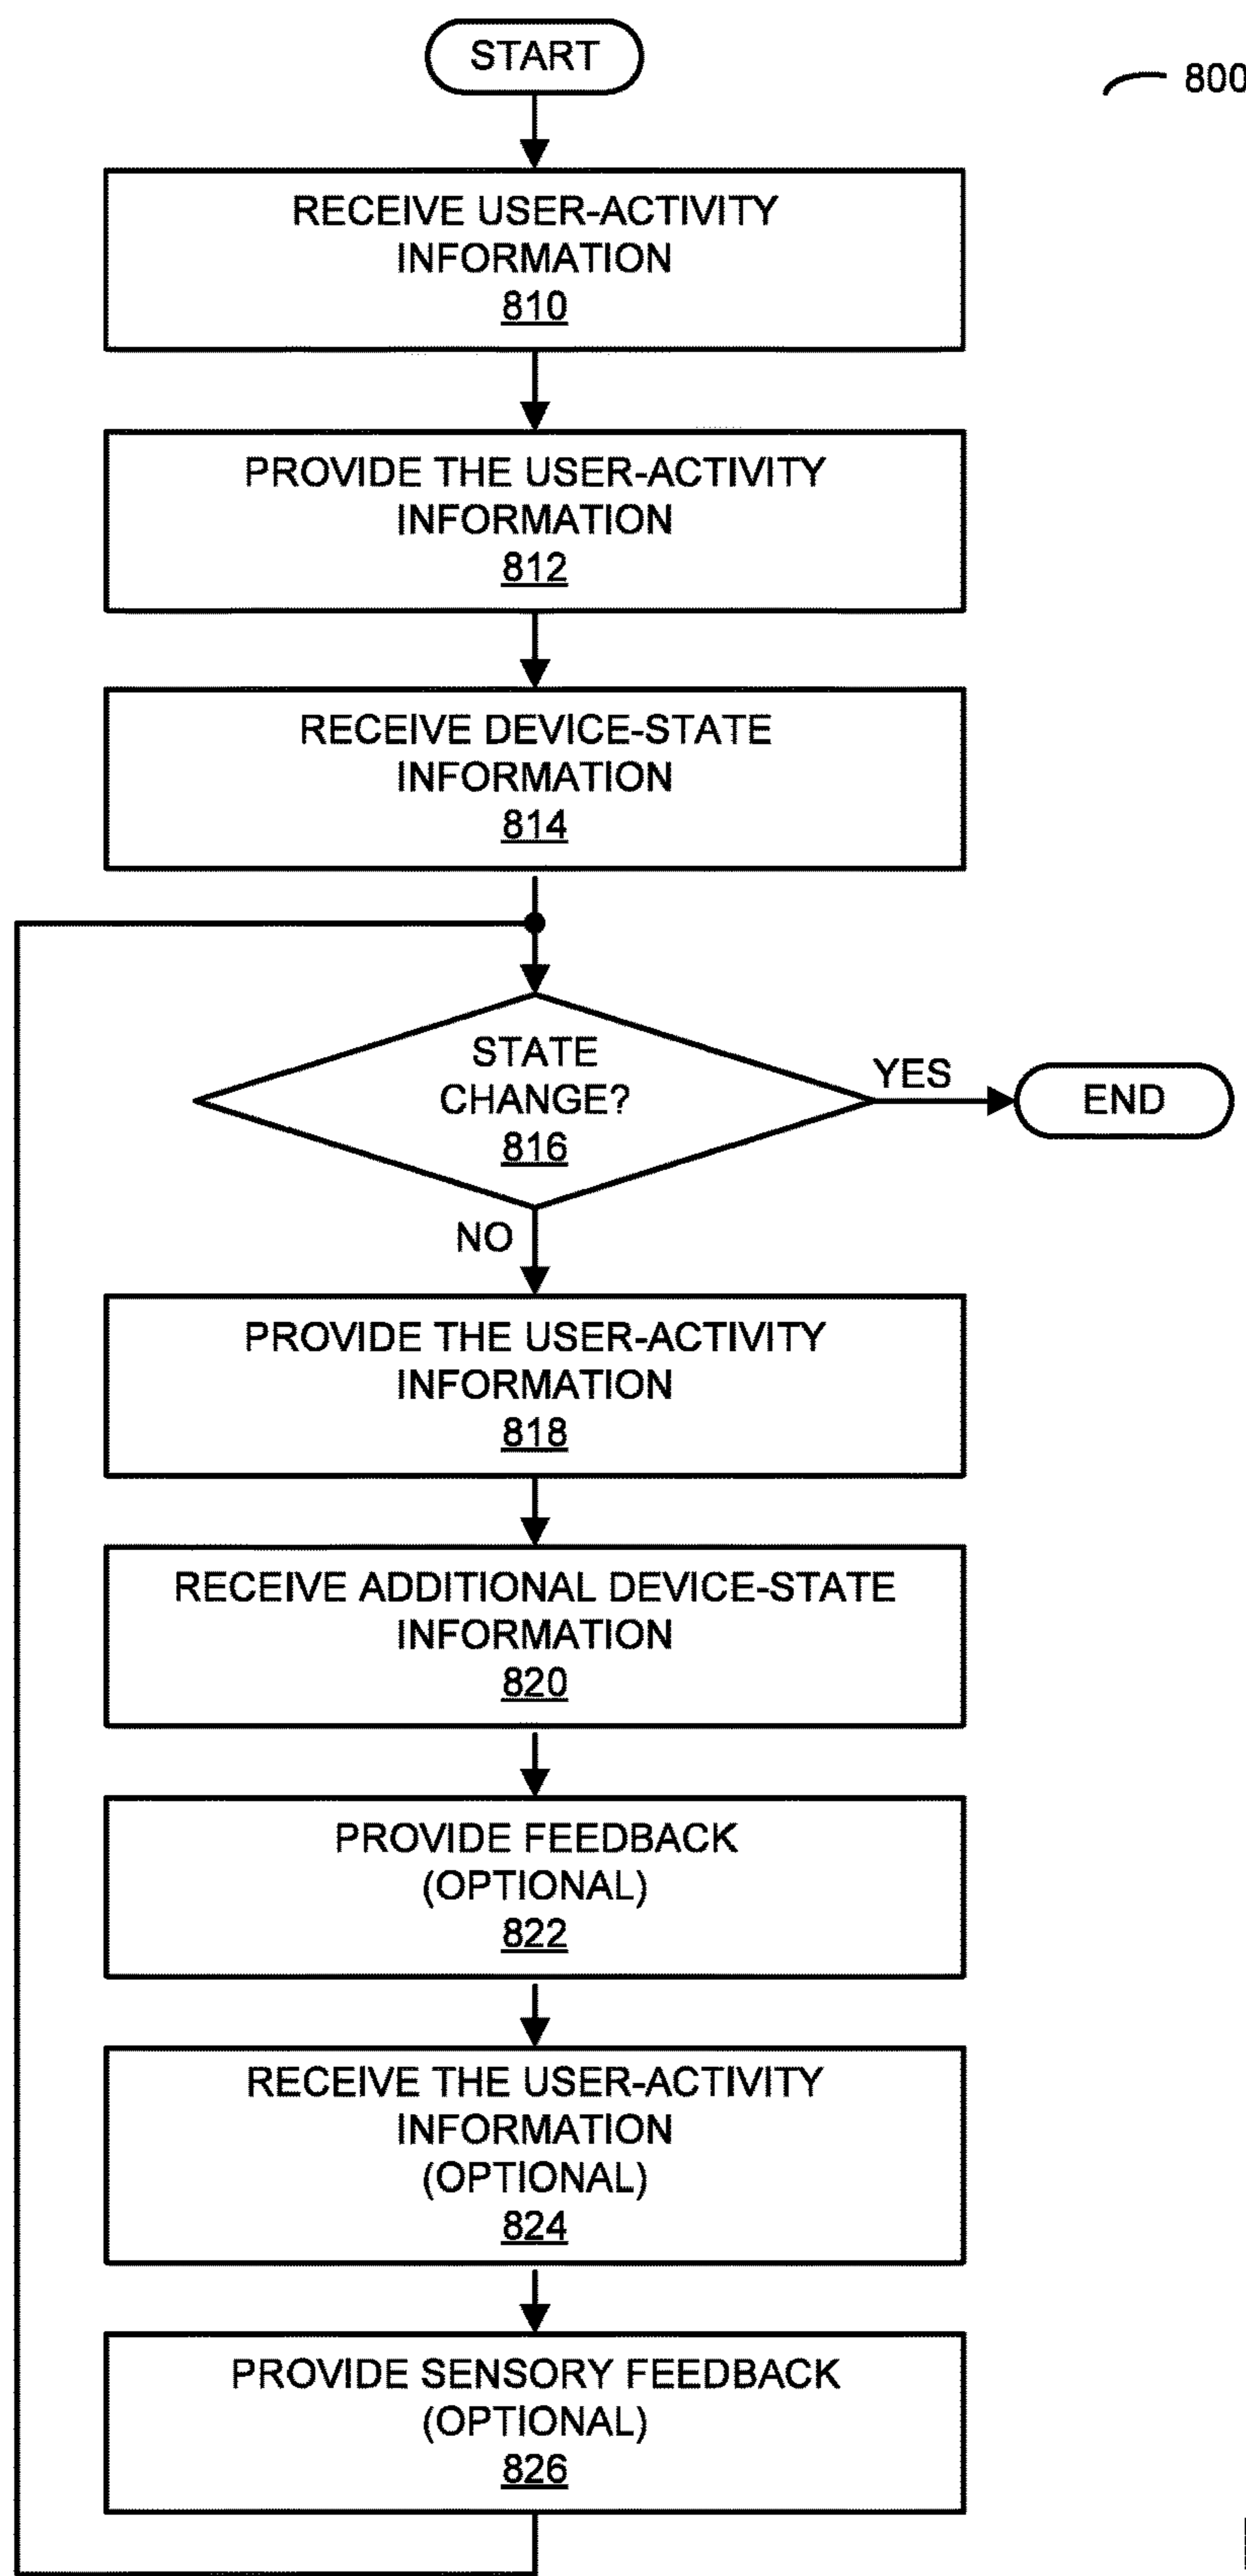 START
800
RECEIVE USER-ACTIVITY
INFORMATION
810
PROVIDE THE USER-ACTIVITY
INFORMATION
812
RECEIVE DEVICE-STATE
INFORMATION
814
STATE
CHANGE?
816
YES
END
NO
PROVIDE THE USER-ACTIVITY
INFORMATION
818
RECEIVE ADDITIONAL DEVICE-STATE
INFORMATION
820
PROVIDE FEEDBACK
(OPTIONAL)
822
RECEIVE THE USER-ACTIVITY
INFORMATION
(OPTIONAL)
824
PROVIDE SENSORY FEEDBACK
(OPTIONAL)
826